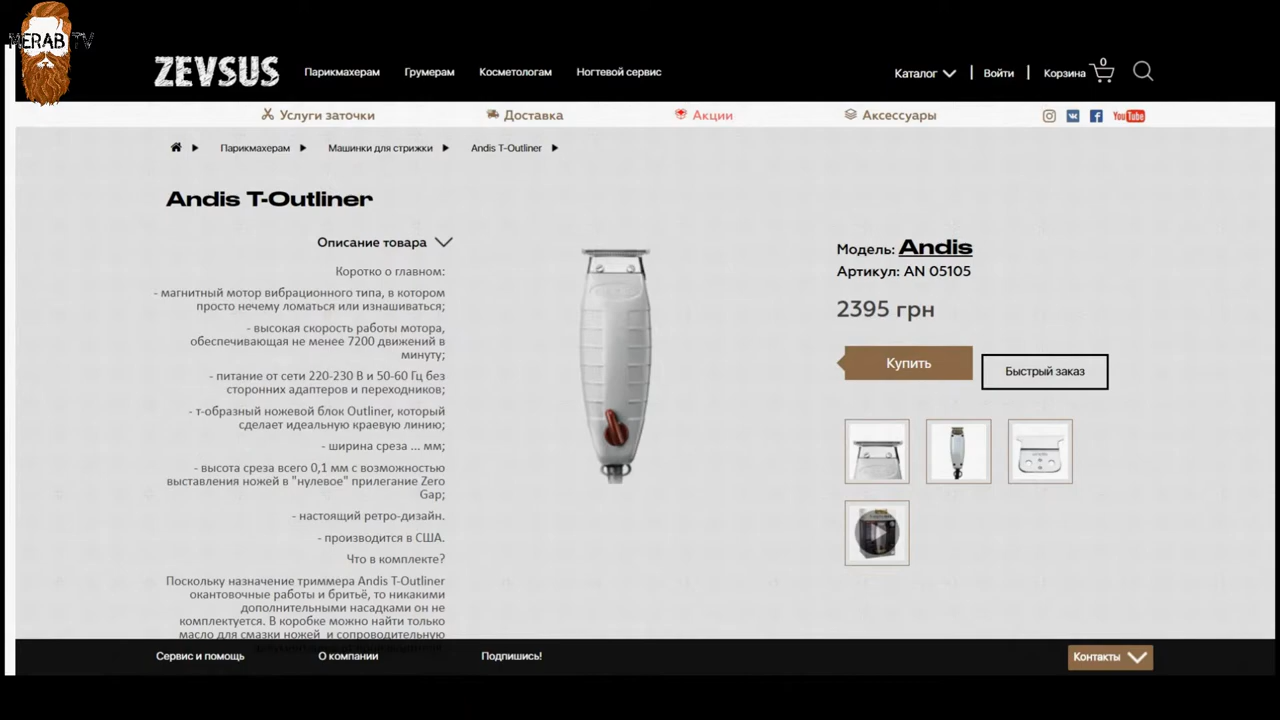 MERAB TV
ZEVSUS
Парикмахерам Грумерам Косметологам Ногтевой сервис
Каталог Войти Корзина 0
Услуги заточки Доставка Акции Аксессуары
You Tube
Парикмахерам Машинки для стрижки Andis T-Outliner
Andis T-Outliner
Описание товара
Коротко о главном:
- магнитный мотор вибрационного типа, в котором
просто нечему ломаться или изнашиваться;
- высокая скорость работы мотора,
обеспечивающая не менее 7200 движений в
минуту;
- питание от сети 220-230 В и 50-60 Гц без
сторонних адаптеров и переходников;
- т-образный ножевой блок Outliner, который
сделает идеальную краевую линию;
- ширина среза ... мм;
- высота среза всего 0,1 мм с возможностью
выставления ножей в "нулевое" прилегание Zero
Gap;
- настоящий ретро-дизайн.
- производится в США.
Что в комплекте?
Поскольку назначение триммера Andis T-Outliner
окантовочные работы и бритьё, то никакими
дополнительными насадками он не
комплектуется. В коробке можно найти только
масло для смазки ножей и сопроводительную
Модель: Andis
Артикул: AN 05105
2395 грн
Купить
Быстрый заказ
Сервис и помощь О компании Подпишись! Контакты